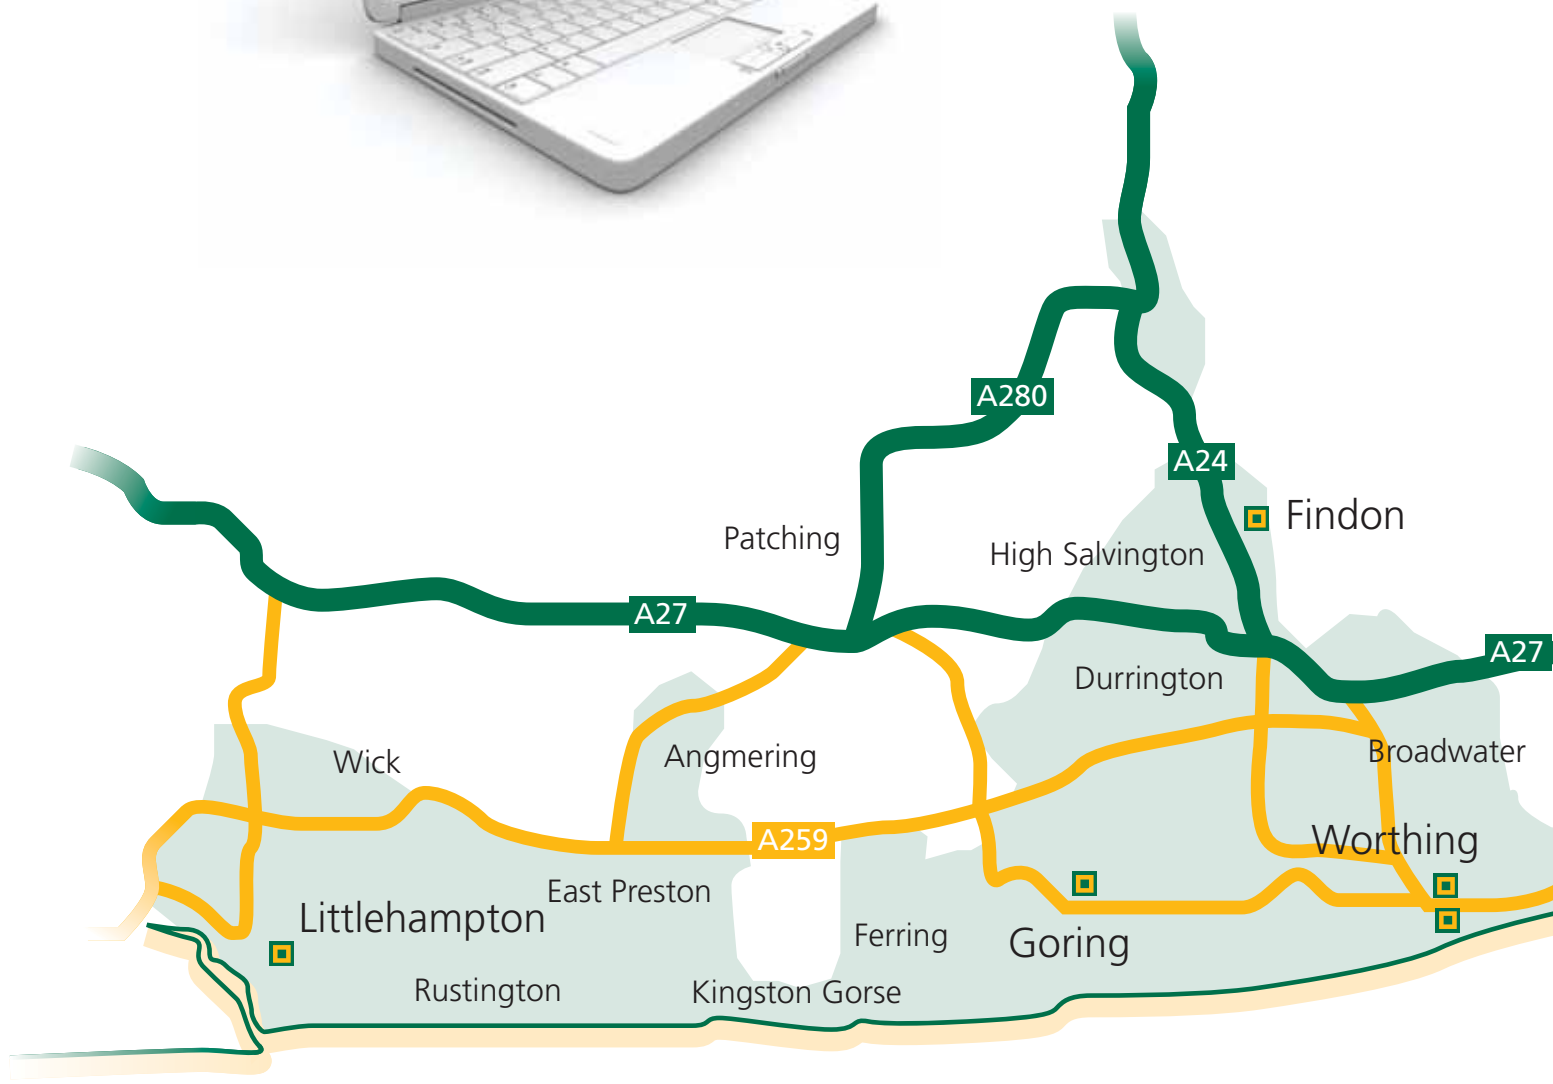 A280
A24
Findon
Patching
High Salvington
A27
A27
Durrington
Broadwater
Wick
Angmering
A259
Worthing
East Preston
Littlehampton
Ferring
Goring
Rustington
Kingston Gorse